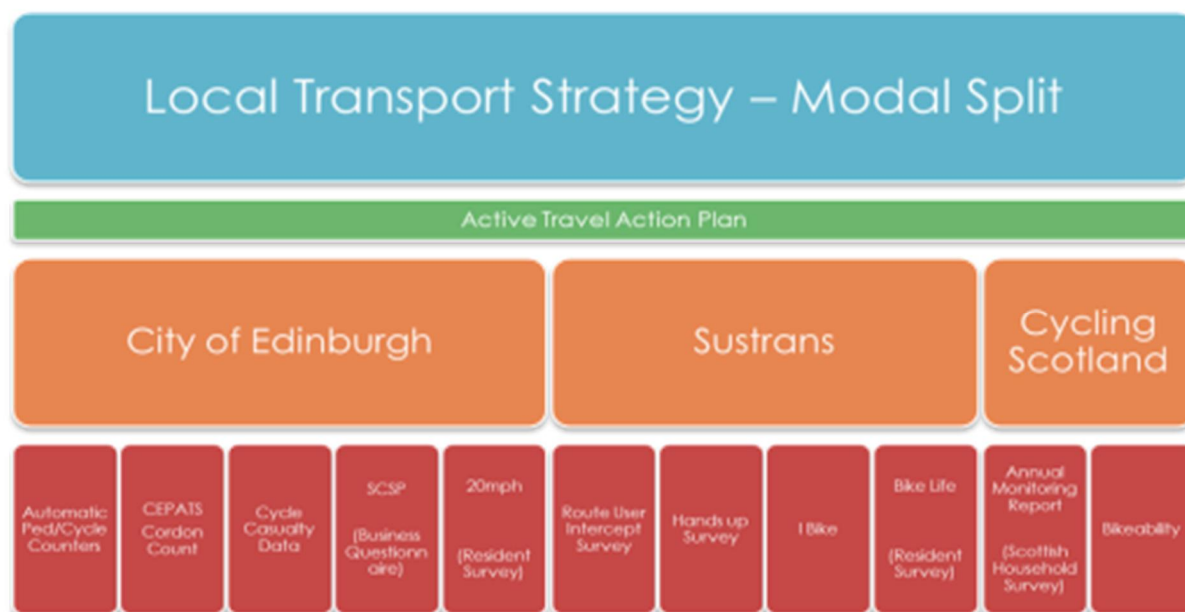 Local Transport Strategy – Modal Split
Active Travel Action Plan
City of Edinburgh
Sustrans
Cycling
Scotland
Automatic
Ped/Cycle
Counters
CEPATS
Cordon
Count
Cycle
Casualty
Data
SCSP
(Business
Questionn
aire)
20mph
(Resident
Survey)
Route User
Intercept
Survey
Hands up
Survey
I Bike
Bike Life
(Resident
Survey)
Annual
Monitoring
Report
(Scottish
Household
Survey)
Bikeability